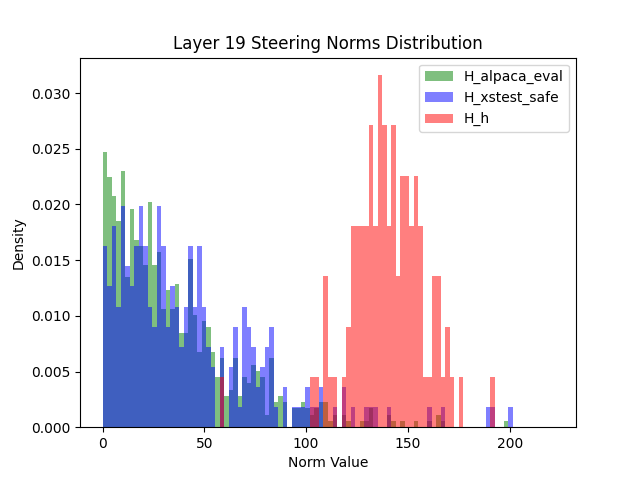 Layer 19 Steering Norms Distribution
H_alpaca_eval
H_xstest_safe
H_h
0.030
0.025
0.020
0.015
0.010
0.005
0.000
Density
0 50 100 150 200
Norm Value